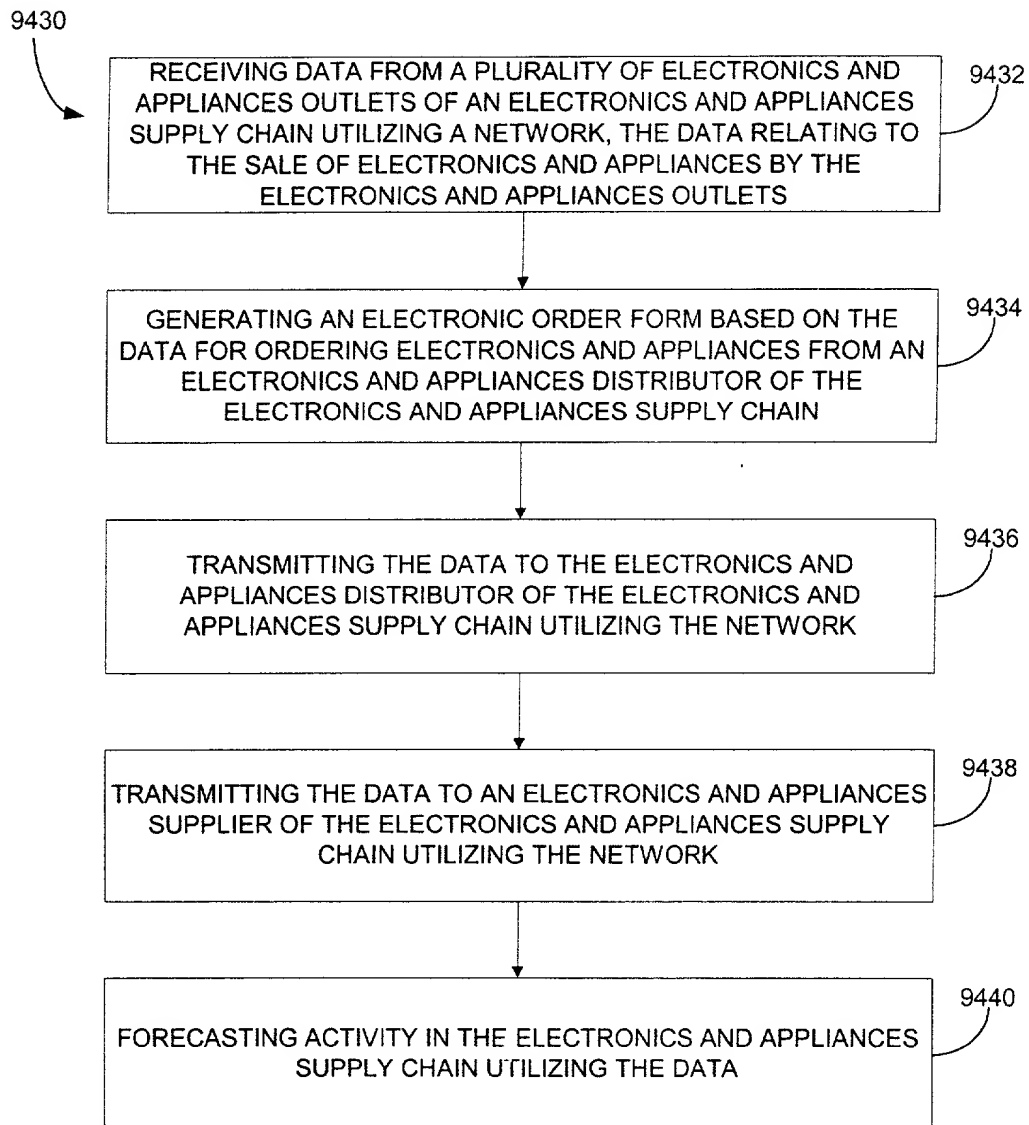 9430
RECEIVING DATA FROM A PLURALITY OF ELECTRONICS AND
APPLIANCES OUTLETS OF AN ELECTRONICS AND APPLIANCES
SUPPLY CHAIN UTILIZING A NETWORK, THE DATA RELATING TO
THE SALE OF ELECTRONICS AND APPLIANCES BY THE
ELECTRONICS AND APPLIANCES OUTLETS
9432
GENERATING AN ELECTRONIC ORDER FORM BASED ON THE
DATA FOR ORDERING ELECTRONICS AND APPLIANCES FROM AN
ELECTRONICS AND APPLIANCES DISTRIBUTOR OF THE
ELECTRONICS AND APPLIANCES SUPPLY CHAIN
9434
TRANSMITTING THE DATA TO THE ELECTRONICS AND
APPLIANCES DISTRIBUTOR OF THE ELECTRONICS AND
APPLIANCES SUPPLY CHAIN UTILIZING THE NETWORK
9436
TRANSMITTING THE DATA TO AN ELECTRONICS AND APPLIANCES
SUPPLIER OF THE ELECTRONICS AND APPLIANCES SUPPLY
CHAIN UTILIZING THE NETWORK
9438
FORECASTING ACTIVITY IN THE ELECTRONICS AND APPLIANCES
SUPPLY CHAIN UTILIZING THE DATA
9440